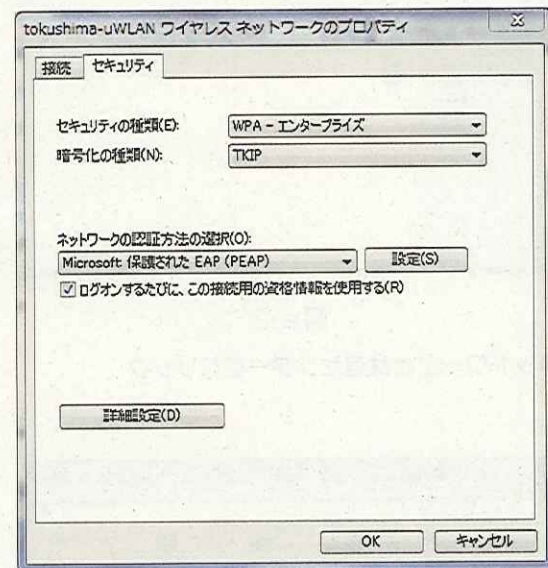 tokushima-uWLAN ワイヤレス ネットワークのプロパティ
接続 セキュリティ
セキュリティの種類(E): WPA - エンタープライズ
暗号化の種類(N): TKIP
ネットワークの認証方法の選択(O):
Microsoft 保護された EAP (PEAP) 設定(S)
ログオンするたびに、この接続用の資格情報を使用する(R)
詳細設定(D)
OK キャンセル